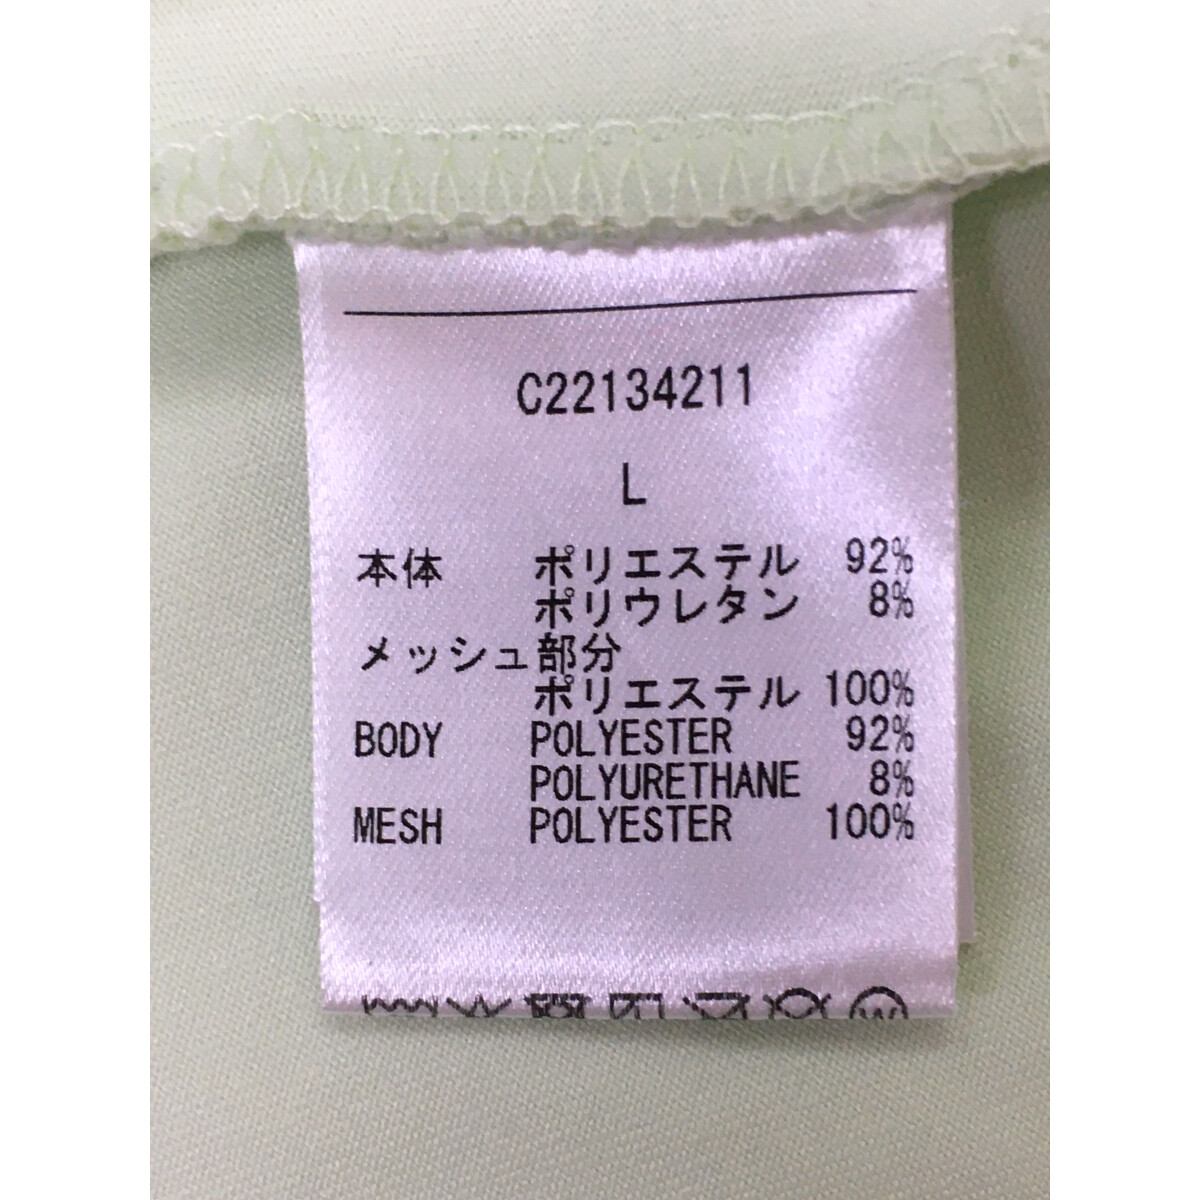 C22134211
L
本体 ポリエステル 92%
ポリウレタン 8%
メッシュ部分
ポリエステル 100%
BODY POLYESTER 92%
POLYURETHANE 8%
MESH POLYESTER 100%